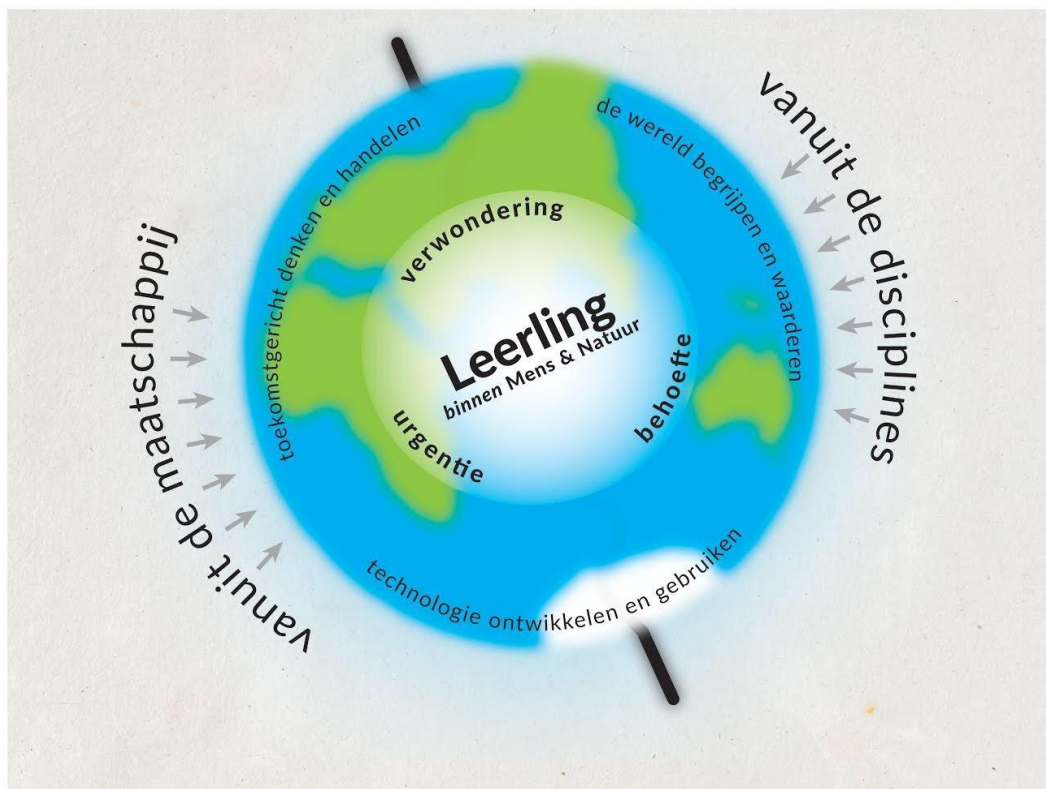 toekomstgericht denken en handelen
de wereld begrijpen en waarderen
technologie ontwikkelen en gebruiken
vanuit de maatschappij
vanuit de disciplines
verwondering
Leerling
binnen Mens & Natuur
urgentie
behoefte